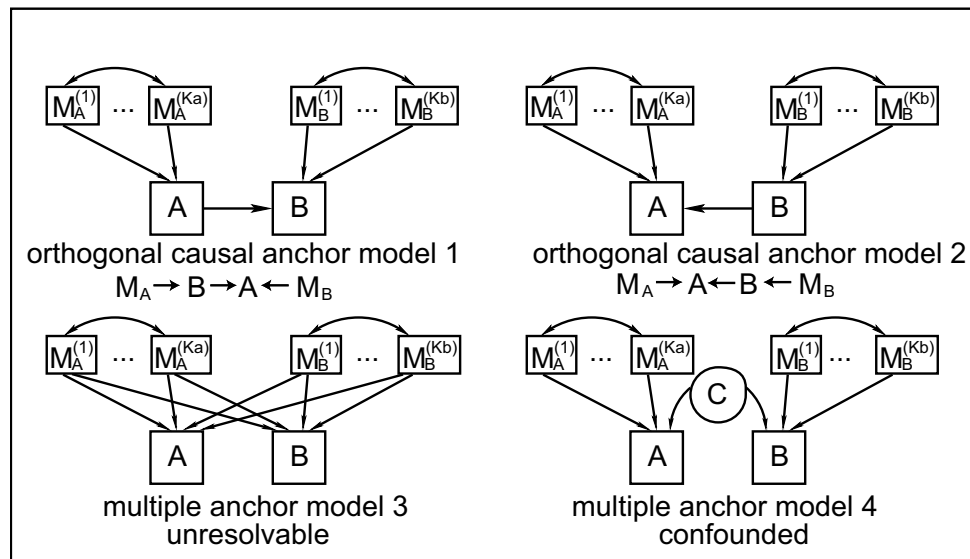 M_A^(1) ... M_A^(Ka) M_B^(1) ... M_B^(Kb)
A B
orthogonal causal anchor model 1
M_A → B → A ← M_B
M_A^(1) ... M_A^(Ka) M_B^(1) ... M_B^(Kb)
A B
orthogonal causal anchor model 2
M_A → A ← B ← M_B
M_A^(1) ... M_A^(Ka) M_B^(1) ... M_B^(Kb)
A B
multiple anchor model 3
unresolvable
M_A^(1) ... M_A^(Ka) C M_B^(1) ... M_B^(Kb)
A B
multiple anchor model 4
confounded